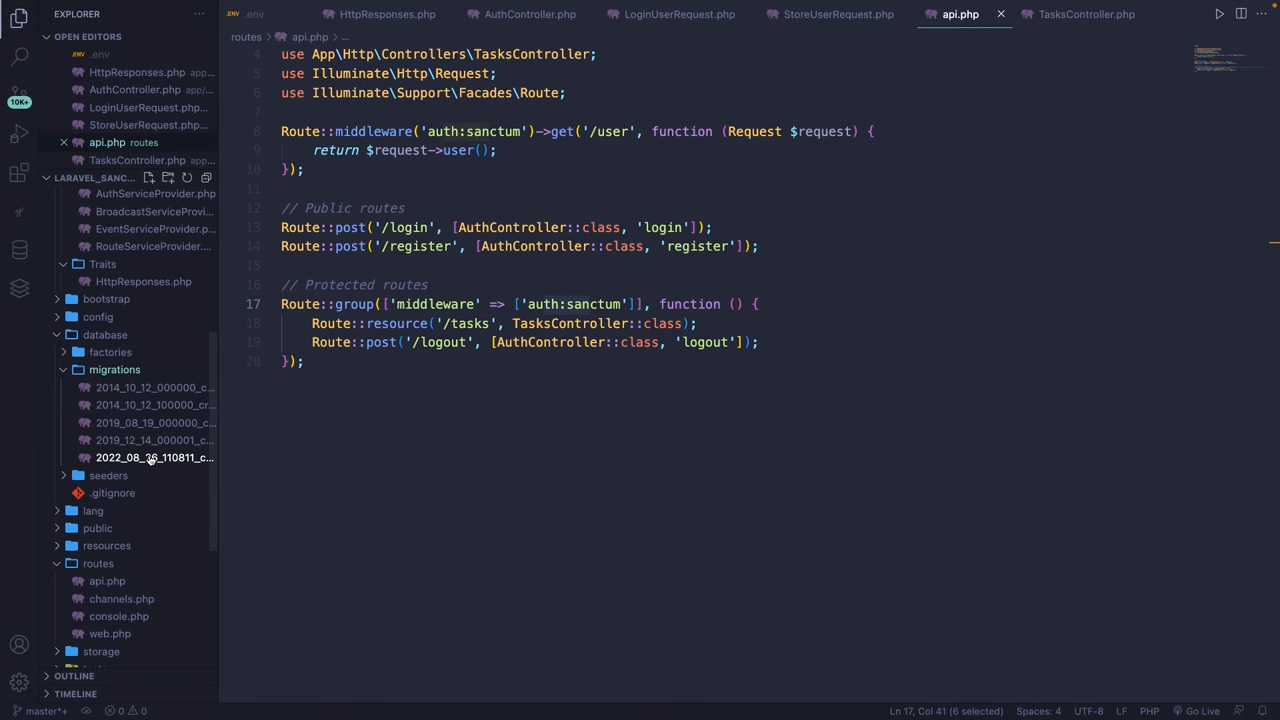 EXPLORER
OPEN EDITORS
.env
HttpResponses.php app...
AuthController.php app/...
LoginUserRequest.php...
StoreUserRequest.php...
api.php routes
TasksController.php app...
LARAVEL_SANC...
AuthServiceProvider.php
BroadcastServiceProvi...
EventServiceProvider.p...
RouteServiceProvider....
Traits
HttpResponses.php
bootstrap
config
database
factories
migrations
2014_10_12_000000_c...
2014_10_12_100000_cr...
2019_08_19_000000_c...
2019_12_14_000001_c...
2022_08_26_110811_c...
seeders
.gitignore
lang
public
resources
routes
api.php
channels.php
console.php
web.php
storage
OUTLINE
TIMELINE
10K+
.env HttpResponses.php AuthController.php LoginUserRequest.php StoreUserRequest.php api.php TasksController.php
routes > api.php > ...
4 use App\Http\Controllers\TasksController;
5 use Illuminate\Http\Request;
6 use Illuminate\Support\Facades\Route;
7
8 Route::middleware('auth:sanctum')->get('/user', function (Request $request) {
9 return $request->user();
10 });
11
12 // Public routes
13 Route::post('/login', [AuthController::class, 'login']);
14 Route::post('/register', [AuthController::class, 'register']);
15
16 // Protected routes
17 Route::group(['middleware' => ['auth:sanctum']], function () {
18 Route::resource('/tasks', TasksController::class);
19 Route::post('/logout', [AuthController::class, 'logout']);
20 });
master*+ 0 0 Ln 17, Col 41 (6 selected) Spaces: 4 UTF-8 LF PHP Go Live